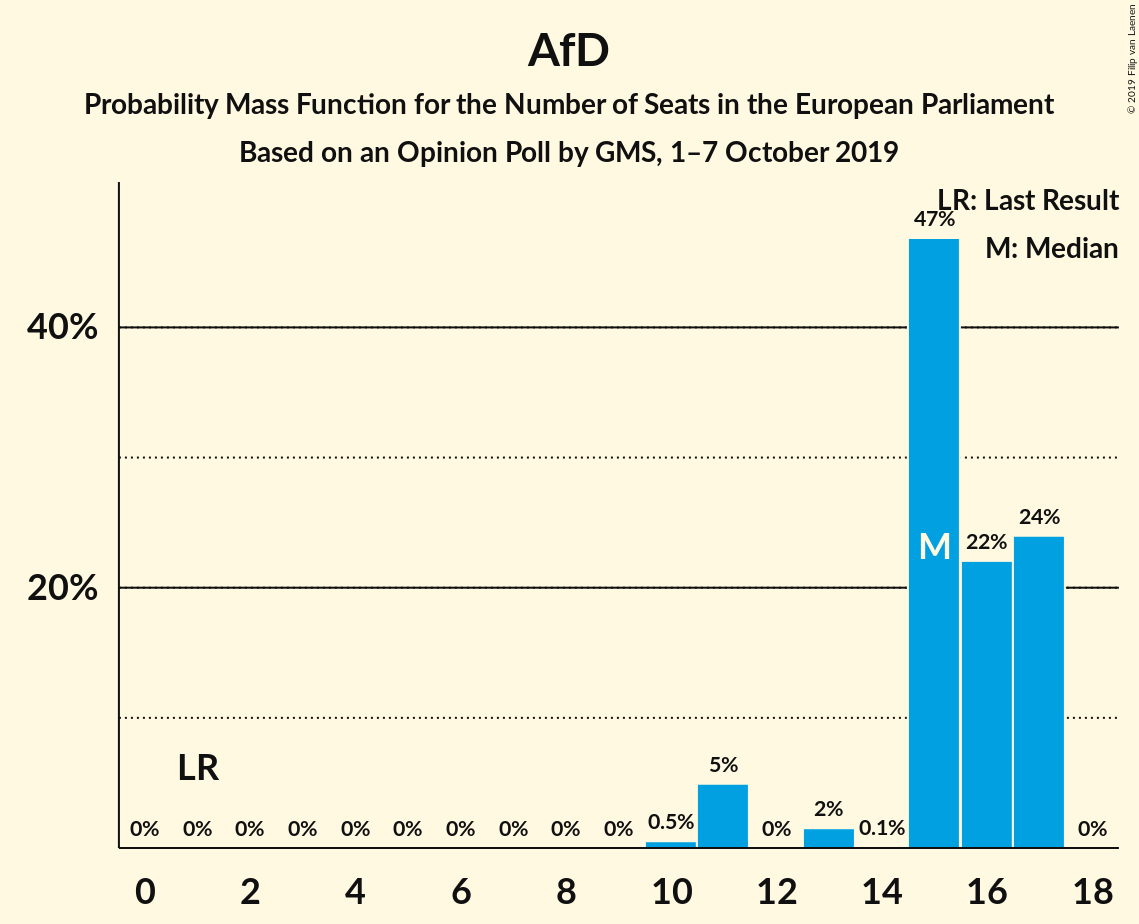 AfD
Probability Mass Function for the Number of Seats in the European Parliament
Based on an Opinion Poll by GMS, 1–7 October 2019
© 2019 Filip van Laenen
LR: Last Result
M: Median
47%
40%
24%
22%
M
20%
LR
5%
2%
0% 0% 0% 0% 0% 0% 0% 0% 0% 0% 0.5% 0% 0.1% 0%
0 2 4 6 8 10 12 14 16 18